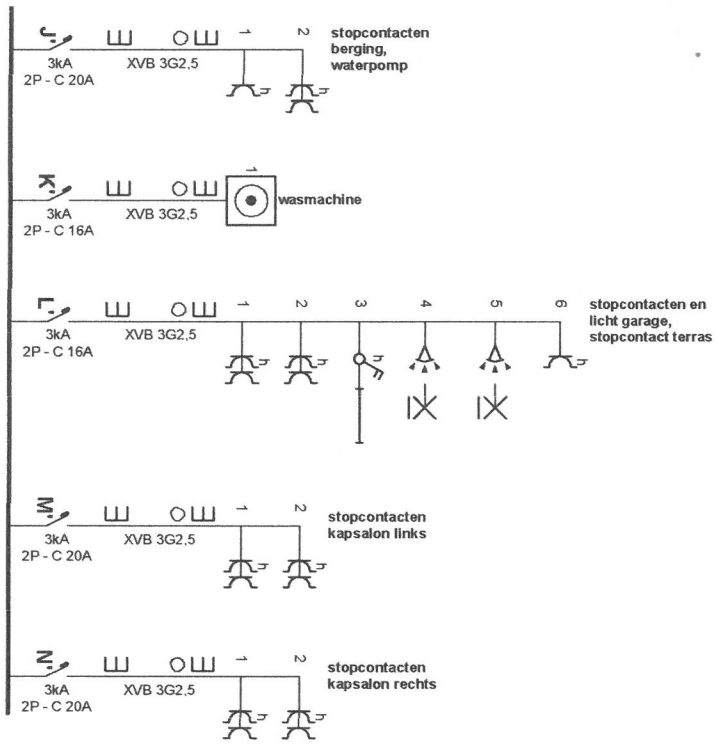 J'
1
2
stopcontacten
berging,
waterpomp
3kA
XVB 3G2,5
2P - C 20A
h
h
K'
1
wasmachine
3kA
XVB 3G2,5
2P - C 16A
L'
1
2
3
4
5
6
stopcontacten en
licht garage,
stopcontact terras
3kA
XVB 3G2,5
2P - C 16A
h
h
h
h
M'
1
2
stopcontacten
kapsalon links
3kA
XVB 3G2,5
2P - C 20A
h
h
N'
1
2
stopcontacten
kapsalon rechts
3kA
XVB 3G2,5
2P - C 20A
h
h